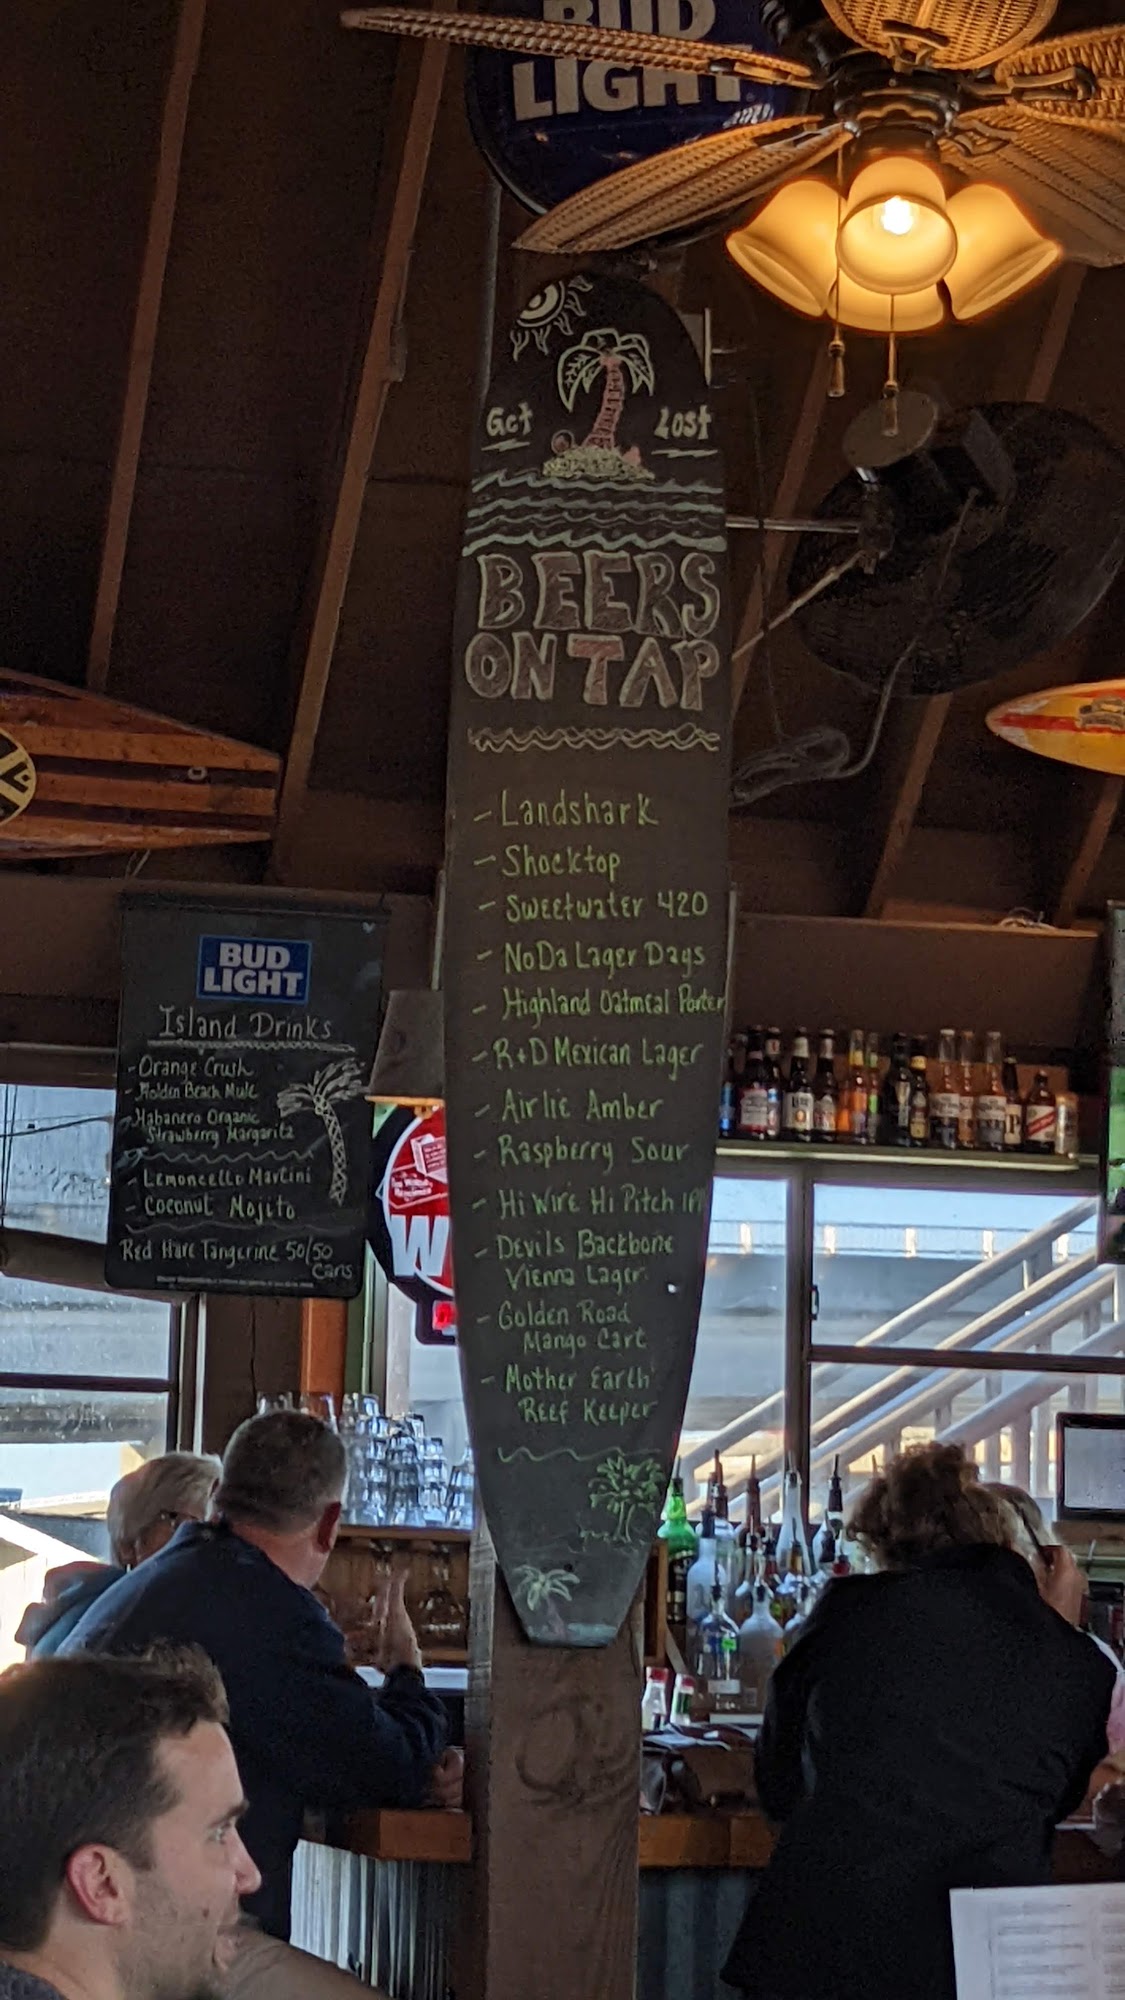 BUD
LIGHT
Get Lost
BEERS
ON TAP
- Landshark
- Shocktop
- Sweetwater 420
- NoDa Lager Days
- Highland Oatmeal Porter
- R+D Mexican Lager
- Airlie Amber
- Raspberry Sour
- Hi Wire Hi Pitch IPA
- Devils Backbone
Vienna Lager
- Golden Road
Mango Cart
- Mother Earth
Reef Keeper
BUD
LIGHT
Island Drinks
- Orange Crush
- Holden Beach Mule
- Habanero Organic
Strawberry Margarita
- Lemoncello Martini
- Coconut Mojito
Red Hare Tangerine 50/50
Cans
W